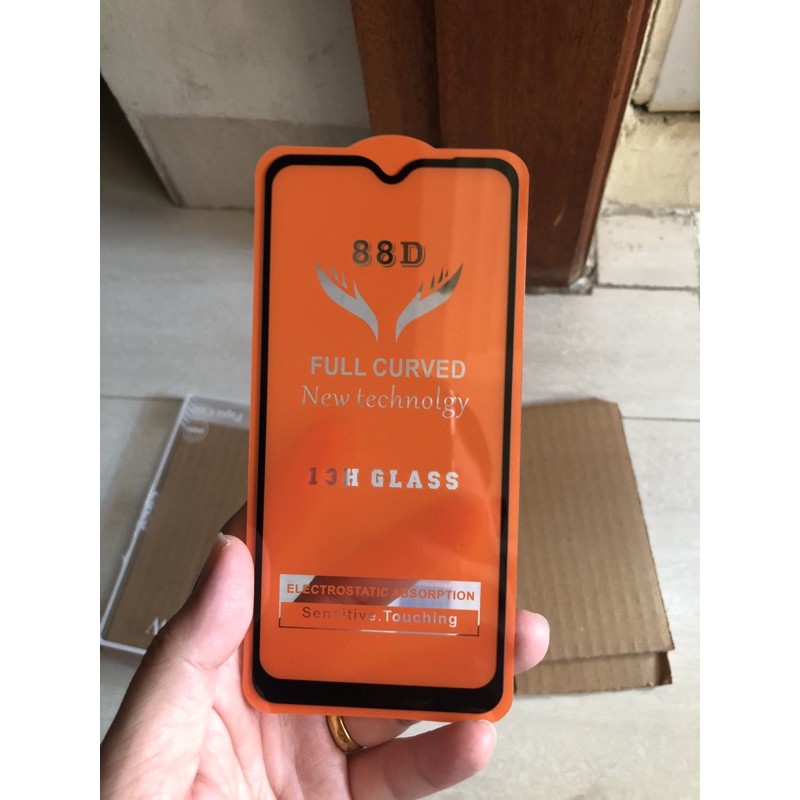 88D
FULL CURVED
New technolgy
13H GLASS
ELECTROSTATIC ABSORPTION
Sensitive.Touching